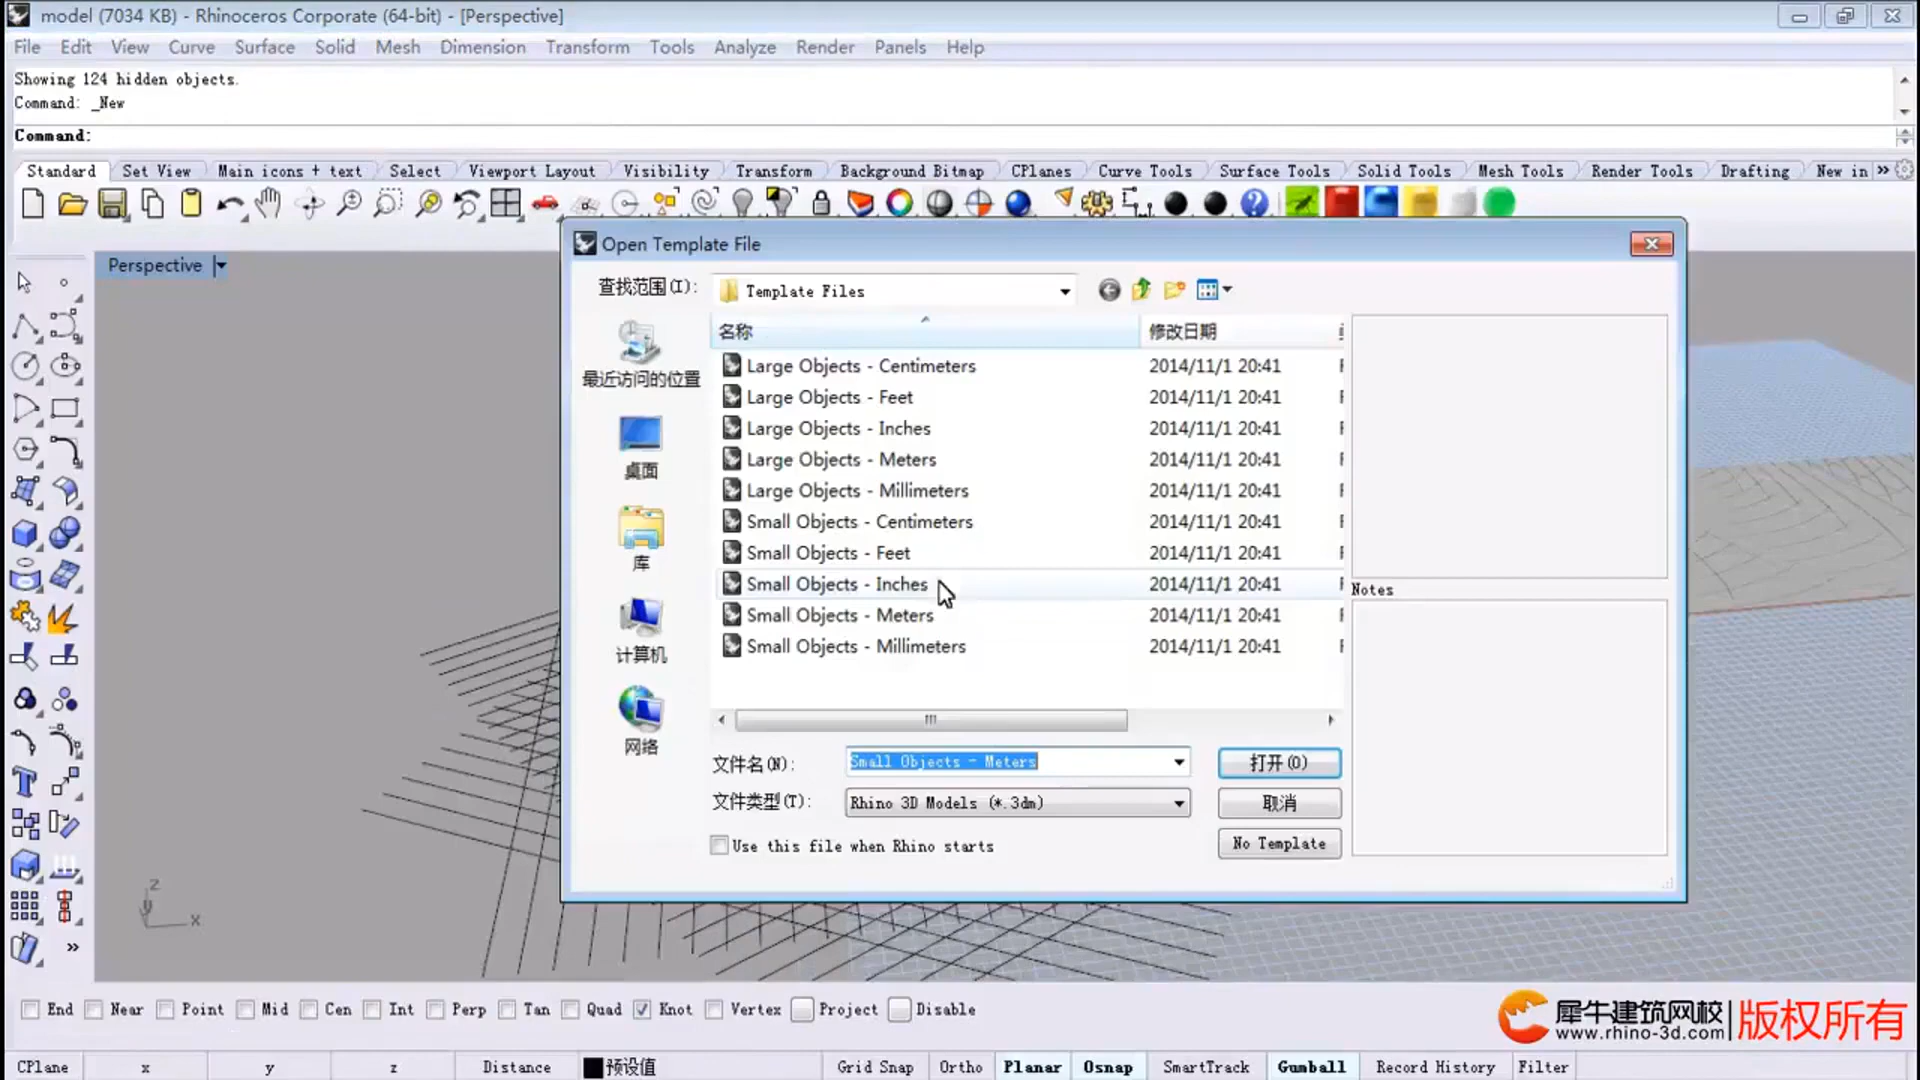 model (7034 KB) - Rhinoceros Corporate (64-bit) - [Perspective]
File Edit View Curve Surface Solid Mesh Dimension Transform Tools Analyze Render Panels Help
Showing 124 hidden objects.
Command: _New
Command:
Standard Set View Main icons + text Select Viewport Layout Visibility Transform Background Bitmap CPlanes Curve Tools Surface Tools Solid Tools Mesh Tools Render Tools Drafting New in »
Perspective
Open Template File
查找范围(I): Template Files
名称 修改日期
Large Objects - Centimeters 2014/11/1 20:41
Large Objects - Feet 2014/11/1 20:41
Large Objects - Inches 2014/11/1 20:41
Large Objects - Meters 2014/11/1 20:41
Large Objects - Millimeters 2014/11/1 20:41
Small Objects - Centimeters 2014/11/1 20:41
Small Objects - Feet 2014/11/1 20:41
Small Objects - Inches 2014/11/1 20:41
Small Objects - Meters 2014/11/1 20:41
Small Objects - Millimeters 2014/11/1 20:41
最近访问的位置
桌面
库
计算机
网络
Notes
文件名(N): Small Objects - Meters 打开(O)
文件类型(T): Rhino 3D Models (*.3dm) 取消
Use this file when Rhino starts No Template
z
y
x
End Near Point Mid Cen Int Perp Tan Quad Knot Vertex Project Disable
犀牛建筑网校
www.rhino-3d.com
版权所有
CPlane x y z Distance 预设值 Grid Snap Ortho Planar Osnap SmartTrack Gumball Record History Filter